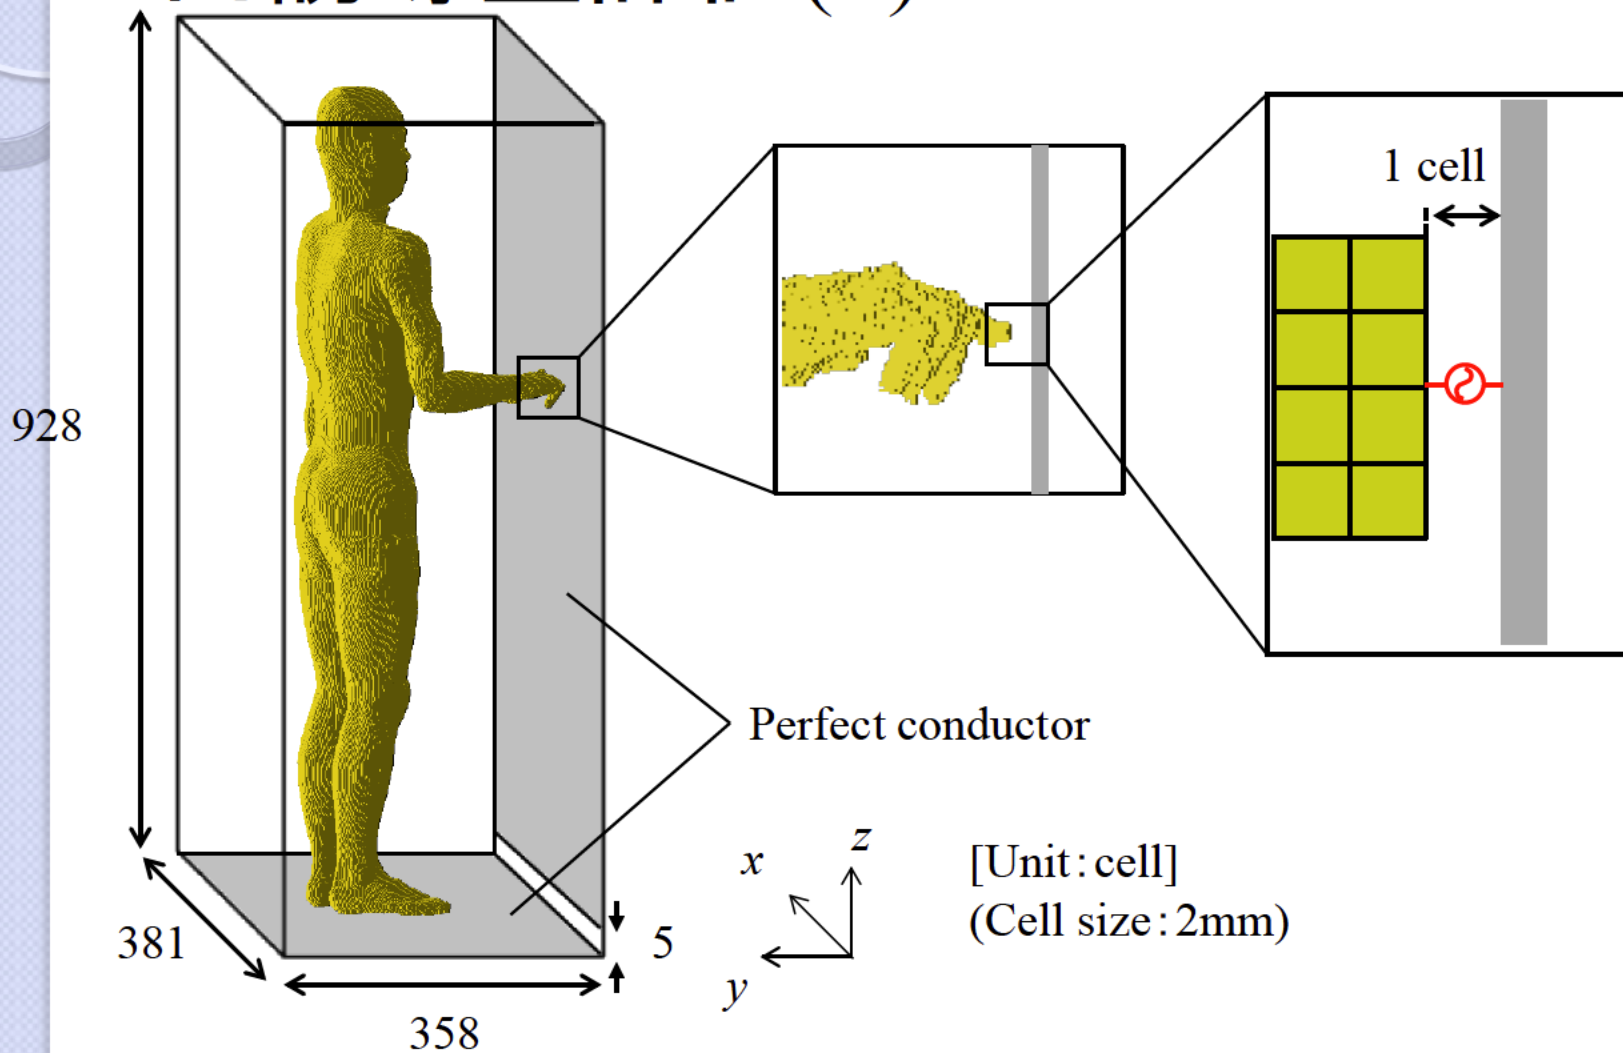 928
381
358
5
1 cell
Perfect conductor
x
z
y
[Unit:cell]
(Cell size:2mm)